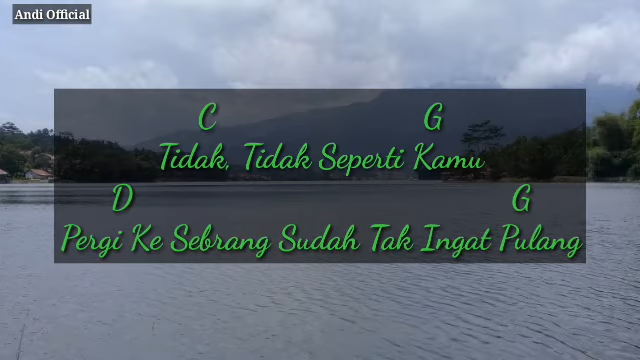 Andi Official
C G
Tidak, Tidak Seperti Kamu
D G
Pergi Ke Sebrang Sudah Tak Ingat Pulang